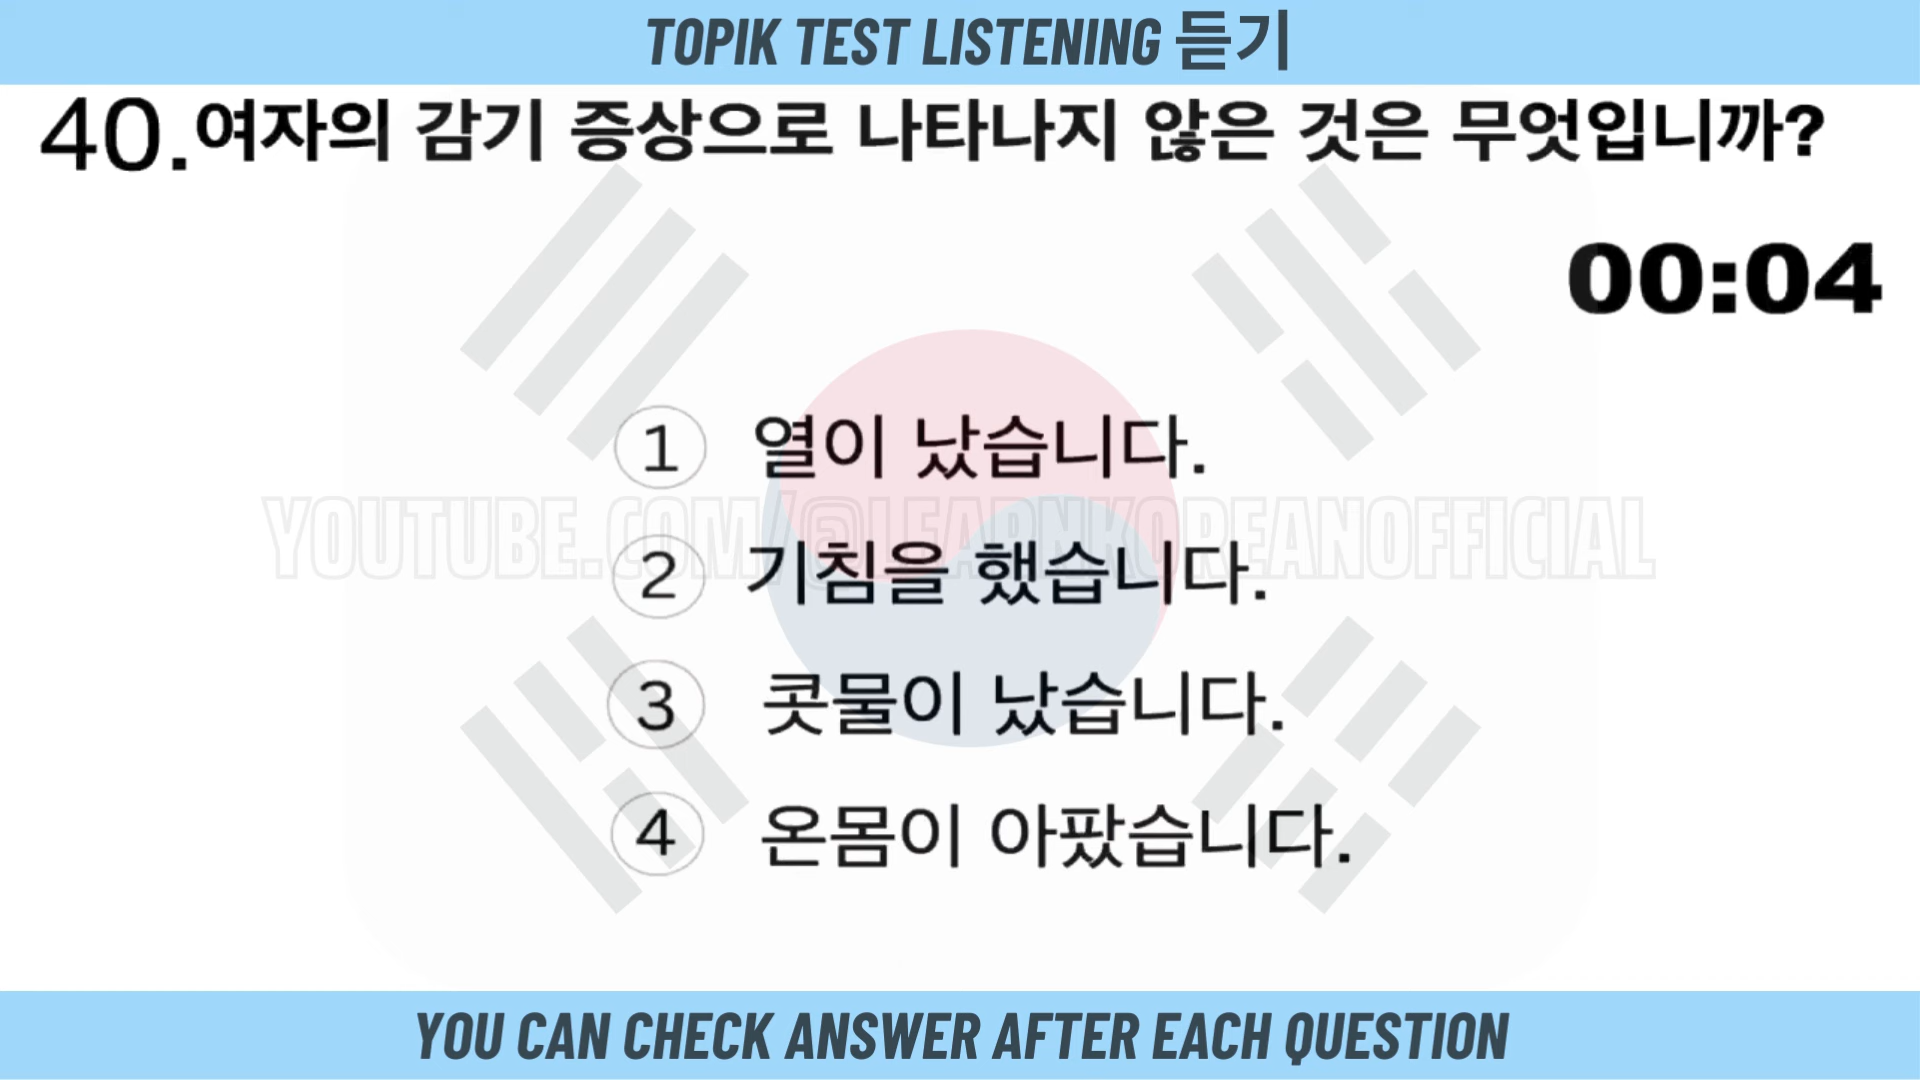 TOPIK TEST LISTENING 듣기
40.여자의 감기 증상으로 나타나지 않은 것은 무엇입니까?
00:04
① 열이 났습니다.
YOUTUBE.COM/@LEARNKOREANOFFICIAL
② 기침을 했습니다.
③ 콧물이 났습니다.
④ 온몸이 아팠습니다.
YOU CAN CHECK ANSWER AFTER EACH QUESTION